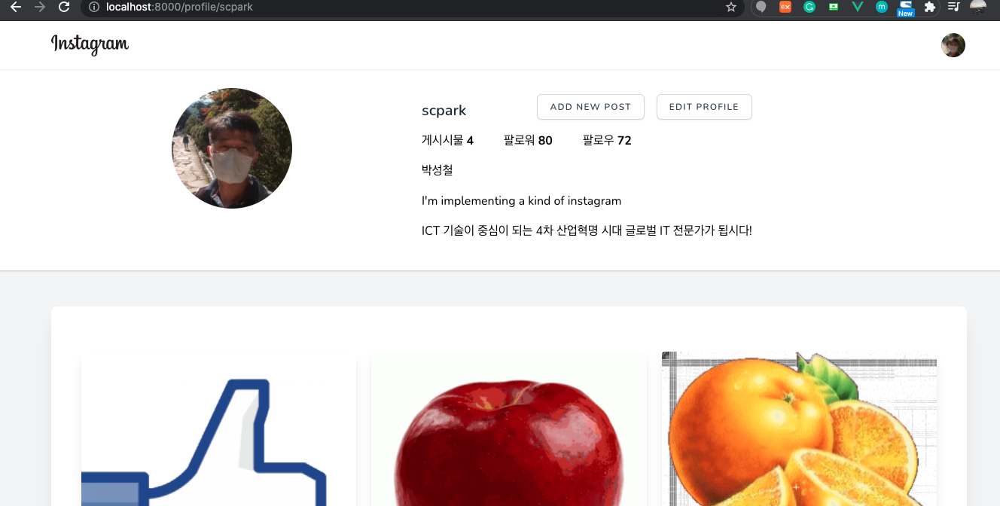 localhost:8000/profile/scpark
New
Instagram
scpark
ADD NEW POST
EDIT PROFILE
게시시물 4 팔로워 80 팔로우 72
박성철
I'm implementing a kind of instagram
ICT 기술이 중심이 되는 4차 산업혁명 시대 글로벌 IT 전문가가 됩시다!